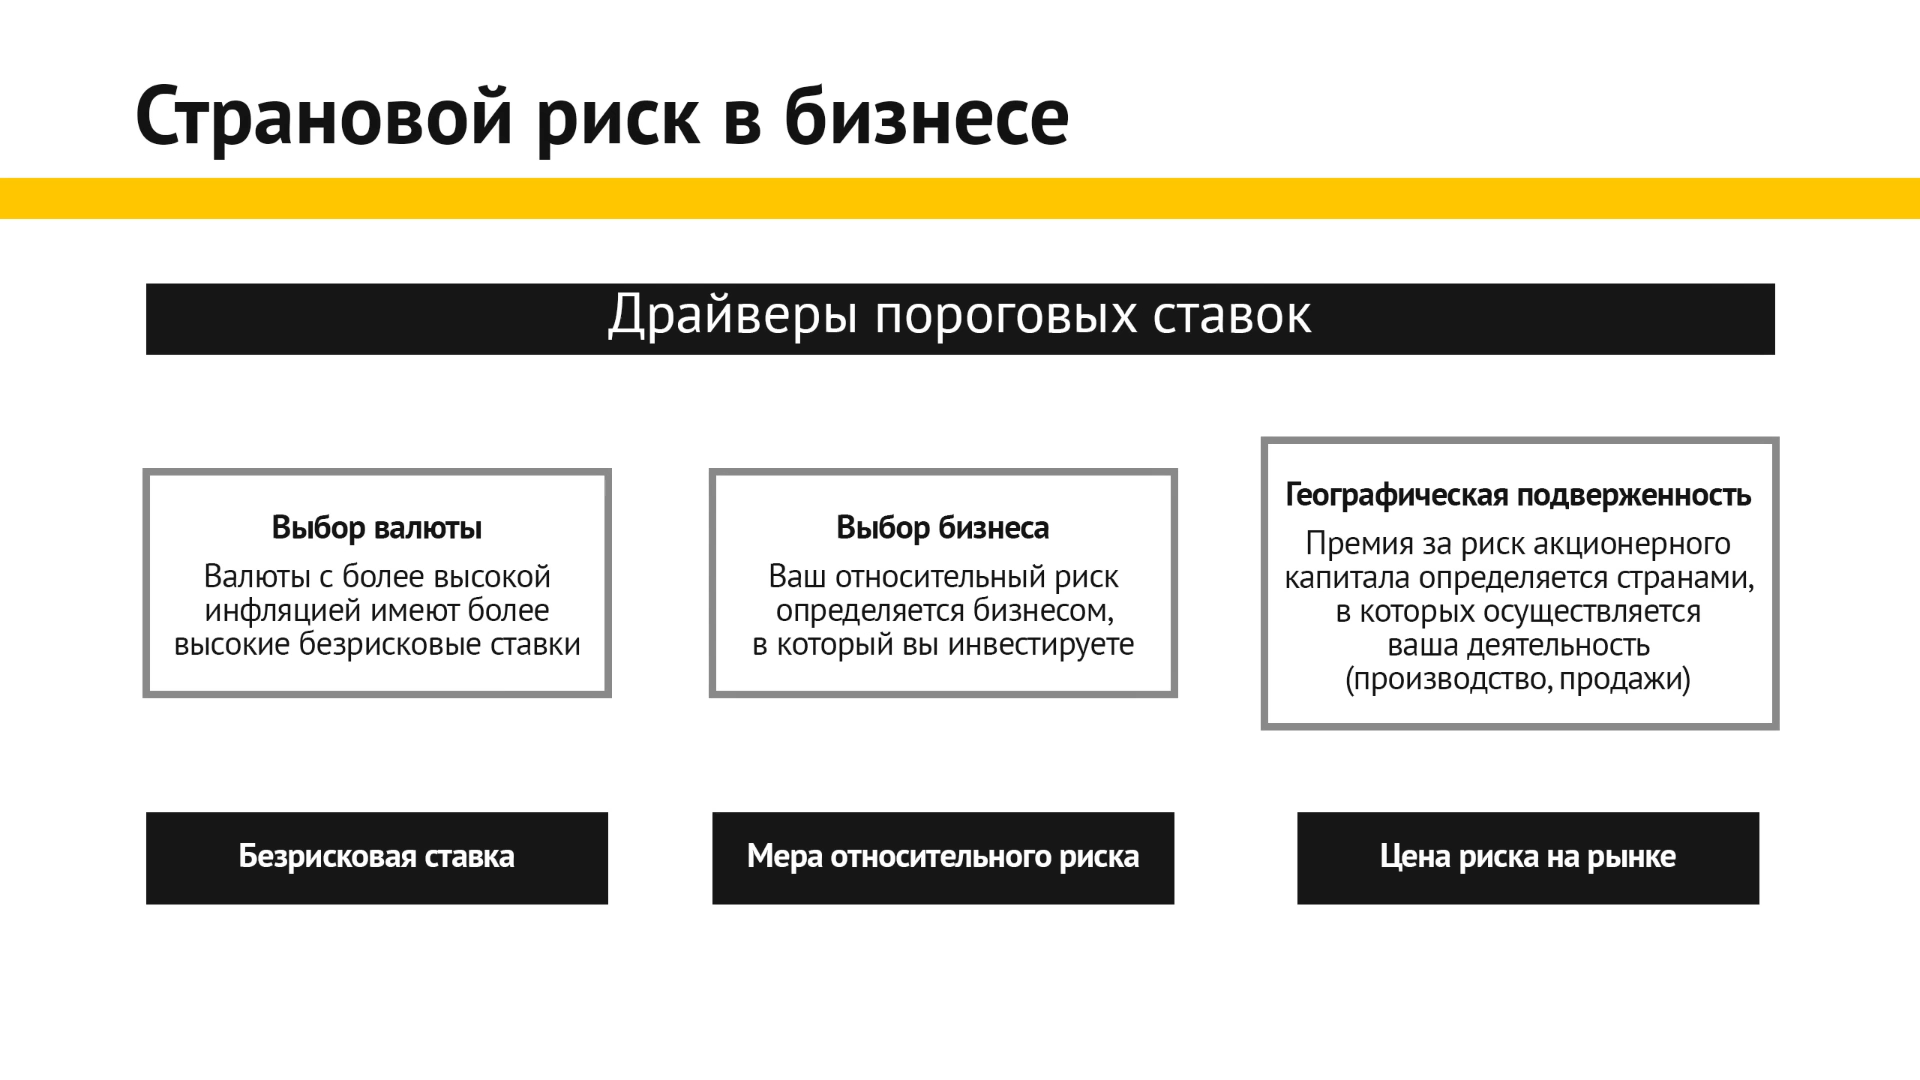 Страновой риск в бизнесе
Драйверы пороговых ставок
Выбор валюты
Валюты с более высокой
инфляцией имеют более
высокие безрисковые ставки
Выбор бизнеса
Ваш относительный риск
определяется бизнесом,
в который вы инвестируете
Географическая подверженность
Премия за риск акционерного
капитала определяется странами,
в которых осуществляется
ваша деятельность
(производство, продажи)
Безрисковая ставка
Мера относительного риска
Цена риска на рынке